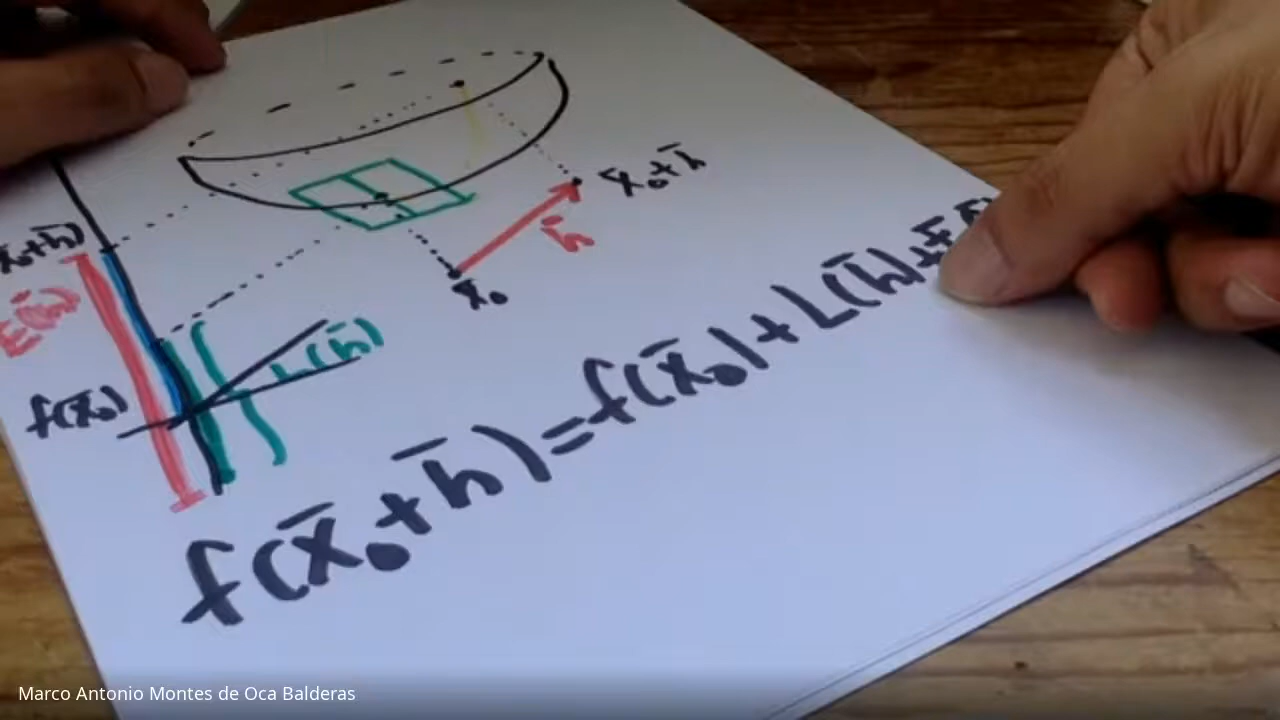 x̄₀+h̄)
E(h̄)
f(x̄₀)
L(h̄)
h̄
x̄₀+h̄
x̄₀
f(x̄₀+h̄)=f(x̄₀)+L(h̄)+
Marco Antonio Montes de Oca Balderas